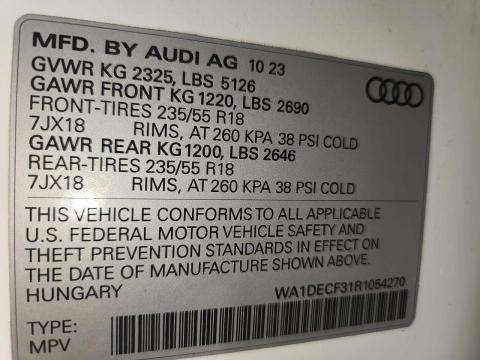 MFD. BY AUDI AG 10 23
GVWR KG 2325, LBS 5126
GAWR FRONT KG 1220, LBS 2690
FRONT-TIRES 235/55 R18
7JX18 RIMS, AT 260 KPA 38 PSI COLD
GAWR REAR KG 1200, LBS 2646
REAR-TIRES 235/55 R18
7JX18 RIMS, AT 260 KPA 38 PSI COLD
THIS VEHICLE CONFORMS TO ALL APPLICABLE
U.S. FEDERAL MOTOR VEHICLE SAFETY AND
THEFT PREVENTION STANDARDS IN EFFECT ON
THE DATE OF MANUFACTURE SHOWN ABOVE.
HUNGARY WA1DECF31R1054270
TYPE:
MPV